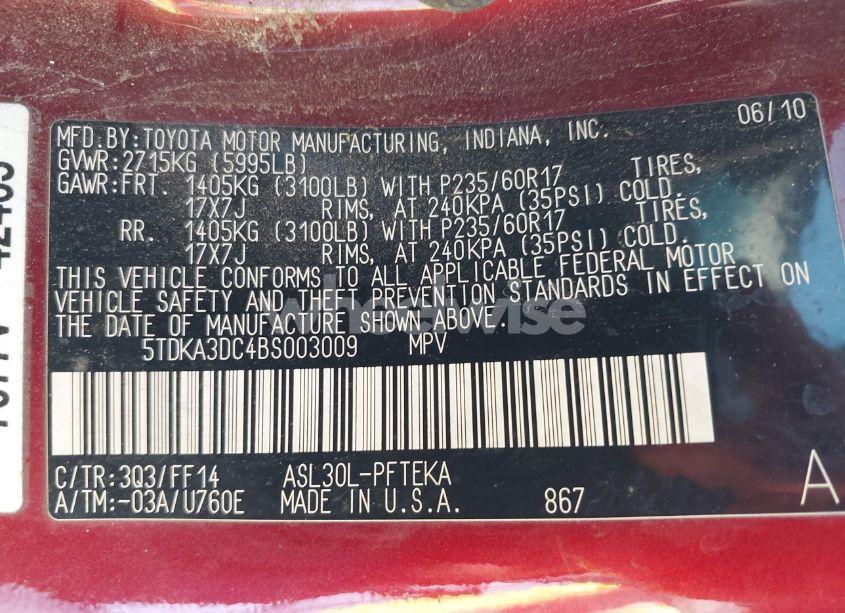 06/10
MFD. BY: TOYOTA MOTOR MANUFACTURING, INDIANA, INC.
GVWR: 2715KG (5995LB)
GAWR: FRT. 1405KG (3100LB) WITH P235/60R17 TIRES,
17X7J RIMS, AT 240KPA (35PSI) COLD.
RR. 1405KG (3100LB) WITH P235/60R17 TIRES,
17X7J RIMS, AT 240KPA (35PSI) COLD.
THIS VEHICLE CONFORMS TO ALL APPLICABLE FEDERAL MOTOR
VEHICLE SAFETY AND THEFT PREVENTION STANDARDS IN EFFECT ON
THE DATE OF MANUFACTURE SHOWN ABOVE.
wheelwise
5TDKA3DC4BS003009 MPV
C/TR: 3Q3/FF14 ASL30L-PFTEKA
A/TM: -03A/U760E MADE IN U.S.A. 867
A